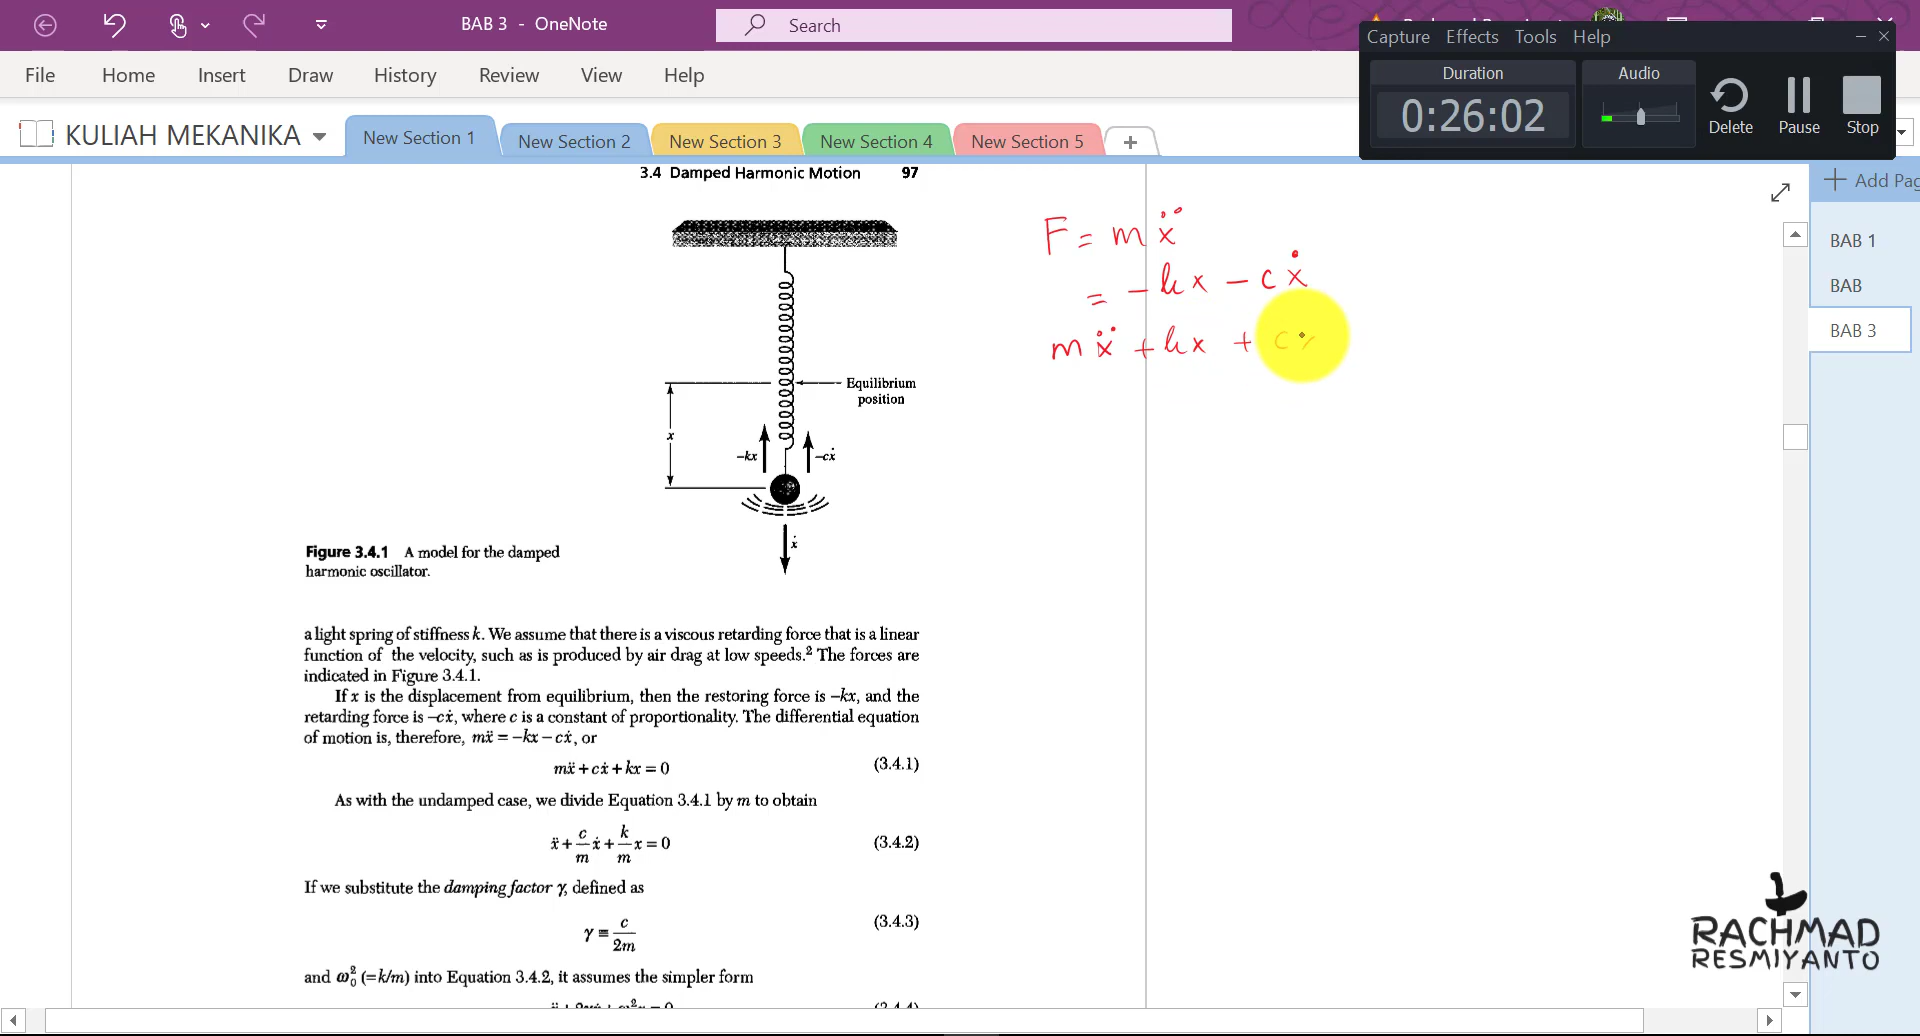 BAB 3 - OneNote
Search
File Home Insert Draw History Review View Help
Capture Effects Tools Help
Duration
Audio
0:26:02
Delete
Pause
Stop
KULIAH MEKANIKA
New Section 1
New Section 2
New Section 3
New Section 4
New Section 5
Add Pag
BAB 1
BAB
BAB 3
3.4 Damped Harmonic Motion 97
Equilibrium
position
x
−kx
−cẋ
ẋ
Figure 3.4.1 A model for the damped
harmonic oscillator.
a light spring of stiffness k. We assume that there is a viscous retarding force that is a linear
function of the velocity, such as is produced by air drag at low speeds.² The forces are
indicated in Figure 3.4.1.
If x is the displacement from equilibrium, then the restoring force is −kx, and the
retarding force is −cẋ, where c is a constant of proportionality. The differential equation
of motion is, therefore, mẍ = −kx − cẋ, or
mẍ + cẋ + kx = 0 (3.4.1)
As with the undamped case, we divide Equation 3.4.1 by m to obtain
ẍ + c/m ẋ + k/m x = 0 (3.4.2)
If we substitute the damping factor γ, defined as
γ ≡ c/2m (3.4.3)
and ω₀² (=k/m) into Equation 3.4.2, it assumes the simpler form
F = mẍ
= −kx − cẋ
mẍ + kx + c
RACHMAD
RESMIYANTO